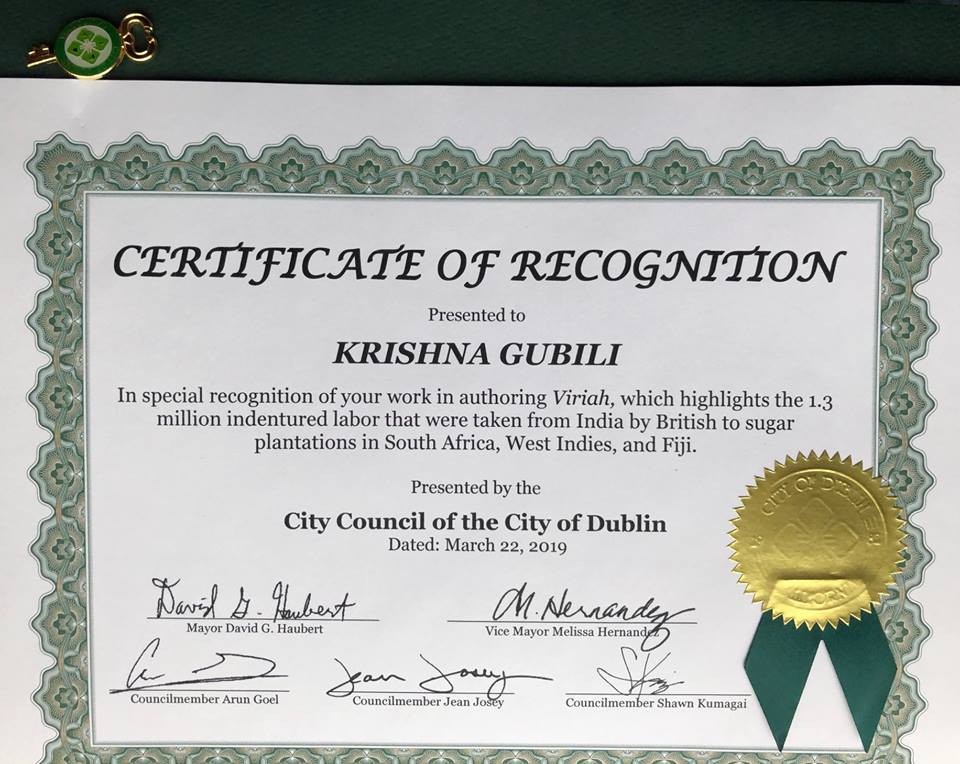 CERTIFICATE OF RECOGNITION
Presented to
KRISHNA GUBILI
In special recognition of your work in authoring Viriah, which highlights the 1.3
million indentured labor that were taken from India by British to sugar
plantations in South Africa, West Indies, and Fiji.
Presented by the
City Council of the City of Dublin
Dated: March 22, 2019
CITY OF DUBLIN
David G. Haubert
M. Hernandez
Mayor David G. Haubert
Vice Mayor Melissa Hernandez
Jean Josey
Councilmember Arun Goel
Councilmember Jean Josey
Councilmember Shawn Kumagai